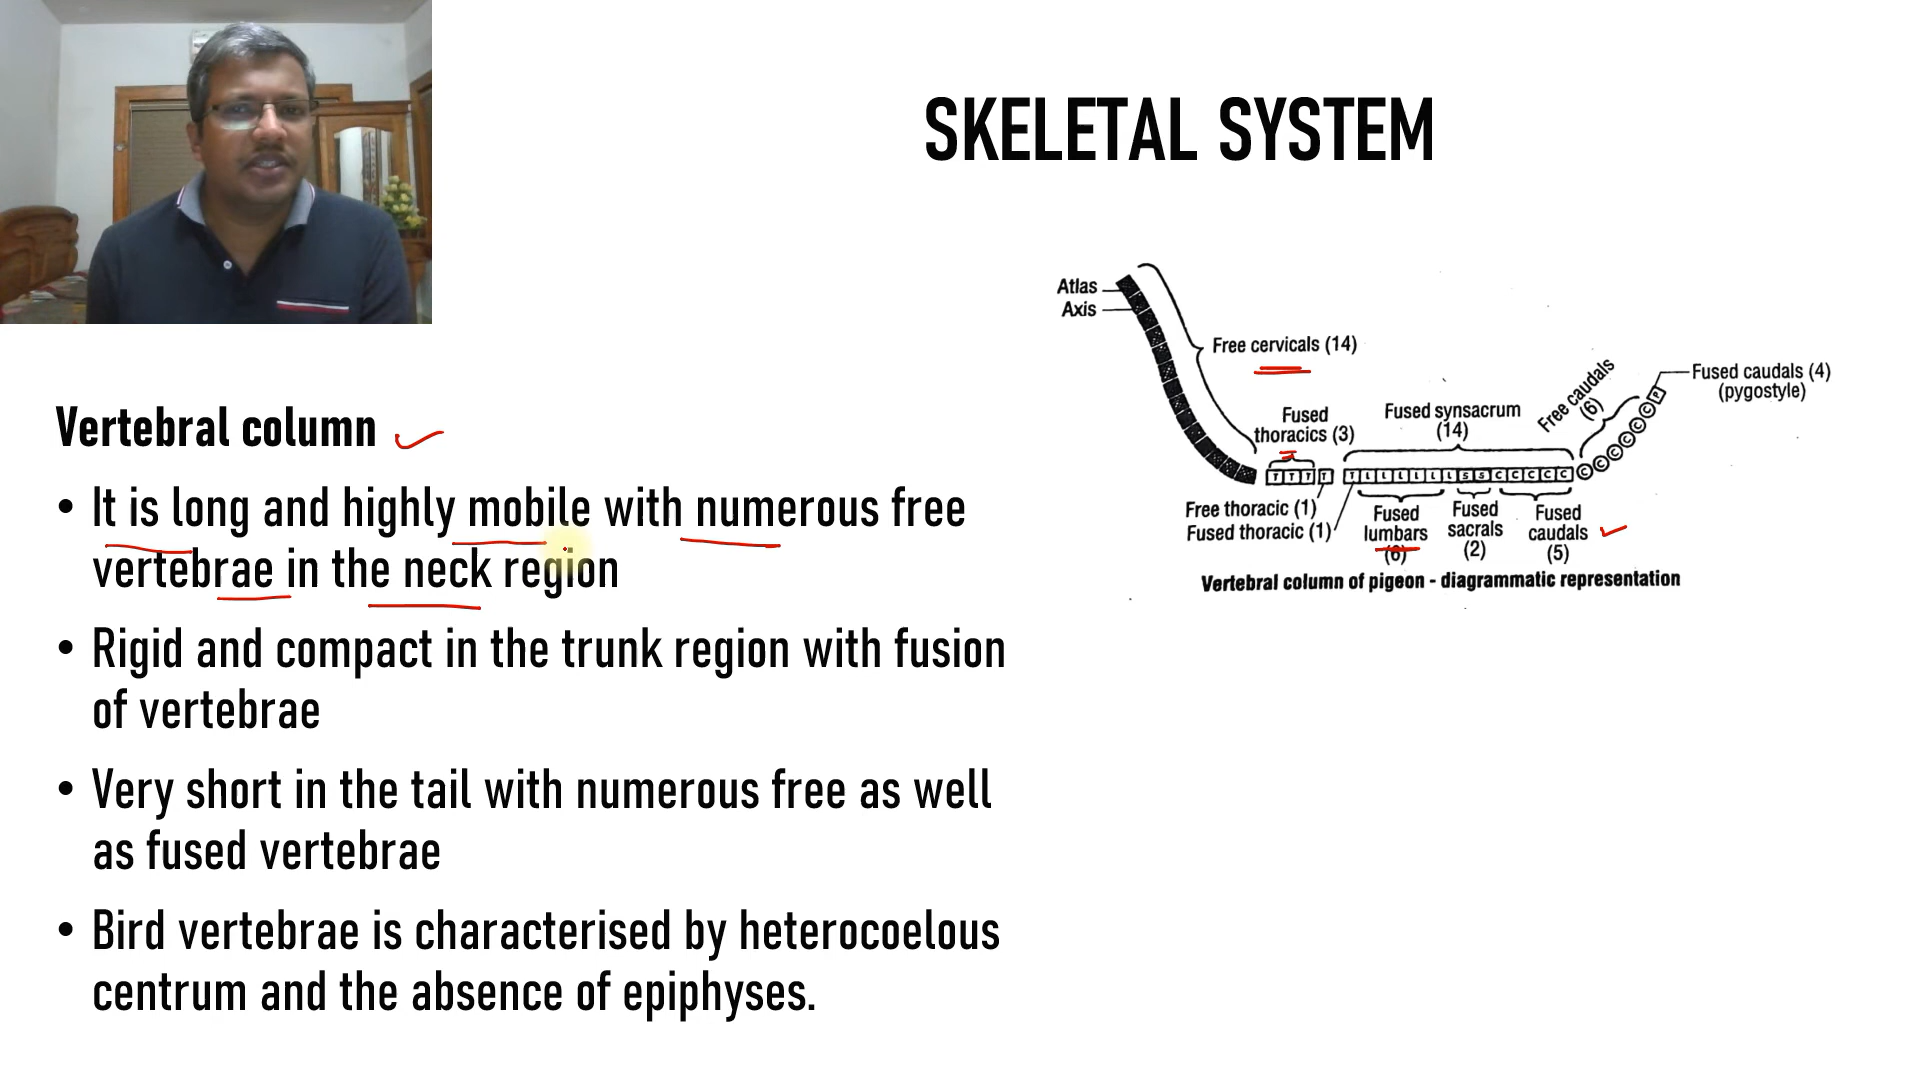 SKELETAL SYSTEM
Vertebral column
• It is long and highly mobile with numerous free
vertebrae in the neck region
• Rigid and compact in the trunk region with fusion
of vertebrae
• Very short in the tail with numerous free as well
as fused vertebrae
• Bird vertebrae is characterised by heterocoelous
centrum and the absence of epiphyses.
Atlas
Axis
Free cervicals (14)
Fused
thoracics (3)
Fused synsacrum
(14)
Free caudals
(6)
Fused caudals (4)
(pygostyle)
T T T T T L L L L L L S S C C C C C C C C C C C P
Free thoracic (1)
Fused thoracic (1)
Fused
lumbars
(6)
Fused
sacrals
(2)
Fused
caudals
(5)
Vertebral column of pigeon - diagrammatic representation